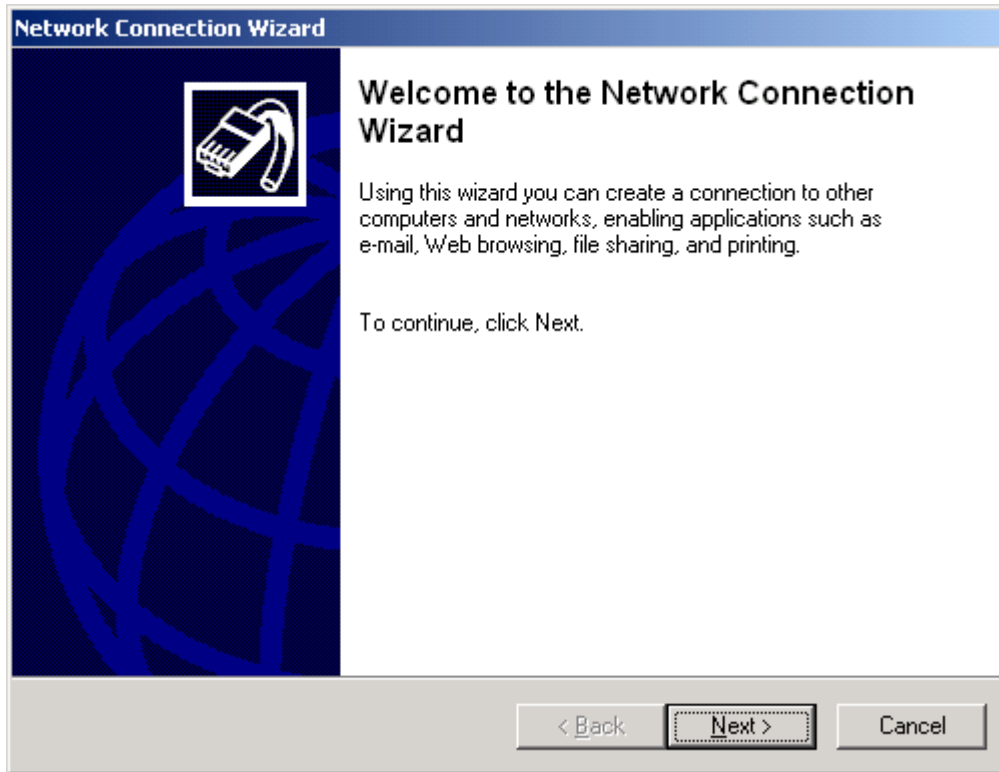 Network Connection Wizard
Welcome to the Network Connection
Wizard
Using this wizard you can create a connection to other
computers and networks, enabling applications such as
e-mail, Web browsing, file sharing, and printing.
To continue, click Next.
< Back
Next >
Cancel